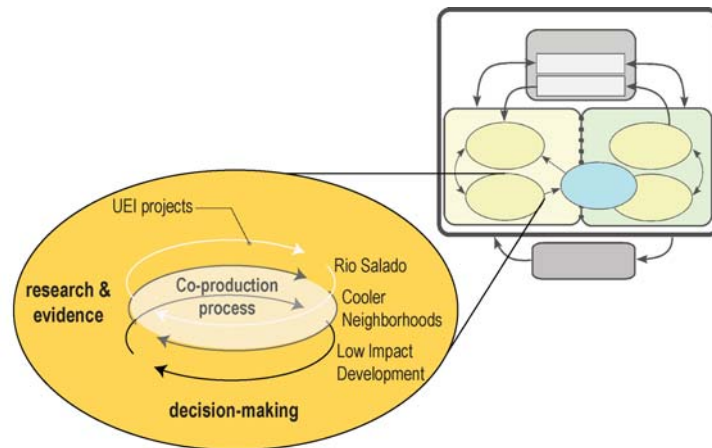 UEI projects
Rio Salado
research &
evidence
Co-production
process
Cooler
Neighborhoods
Low Impact
Development
decision-making